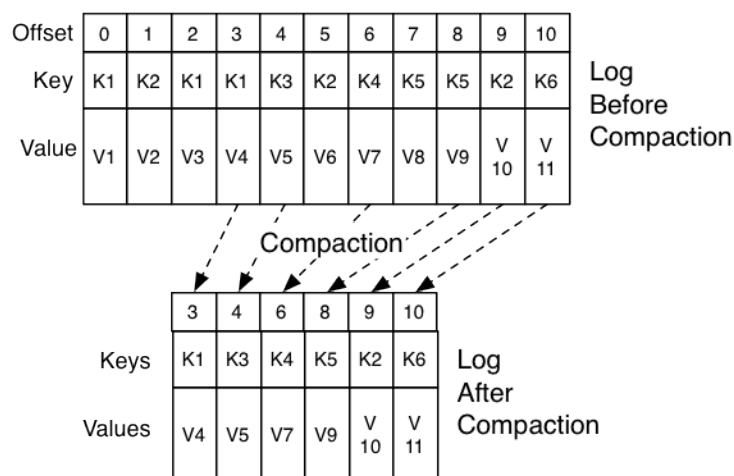 Offset 0 1 2 3 4 5 6 7 8 9 10
Key K1 K2 K1 K1 K3 K2 K4 K5 K5 K2 K6
Value V1 V2 V3 V4 V5 V6 V7 V8 V9 V 10 V 11
Log
Before
Compaction
Compaction
3 4 6 8 9 10
Keys K1 K3 K4 K5 K2 K6
Values V4 V5 V7 V9 V 10 V 11
Log
After
Compaction